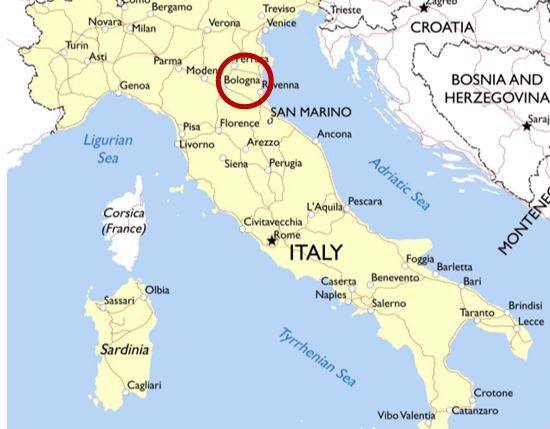 Como
Bergamo
Treviso
Trieste
Zagreb
Novara
Milan
Verona
Venice
CROATIA
Turin
Asti
Parma
Ferrara
Modena
Bologna
Ravenna
Genoa
BOSNIA AND
HERZEGOVINA
SAN MARINO
Saraj
Pisa
Florence
Ligurian
Sea
Livorno
Arezzo
Ancona
Siena
Perugia
Adriatic Sea
Corsica
(France)
L'Aquila
Pescara
MONTENEG
Civitavecchia
Rome
ITALY
Foggia
Barletta
Olbia
Sassari
Caserta
Benevento
Bari
Naples
Salerno
Brindisi
Taranto
Lecce
Sardinia
Tyrrhenian Sea
Cagliari
Crotone
Vibo Valentia
Catanzaro